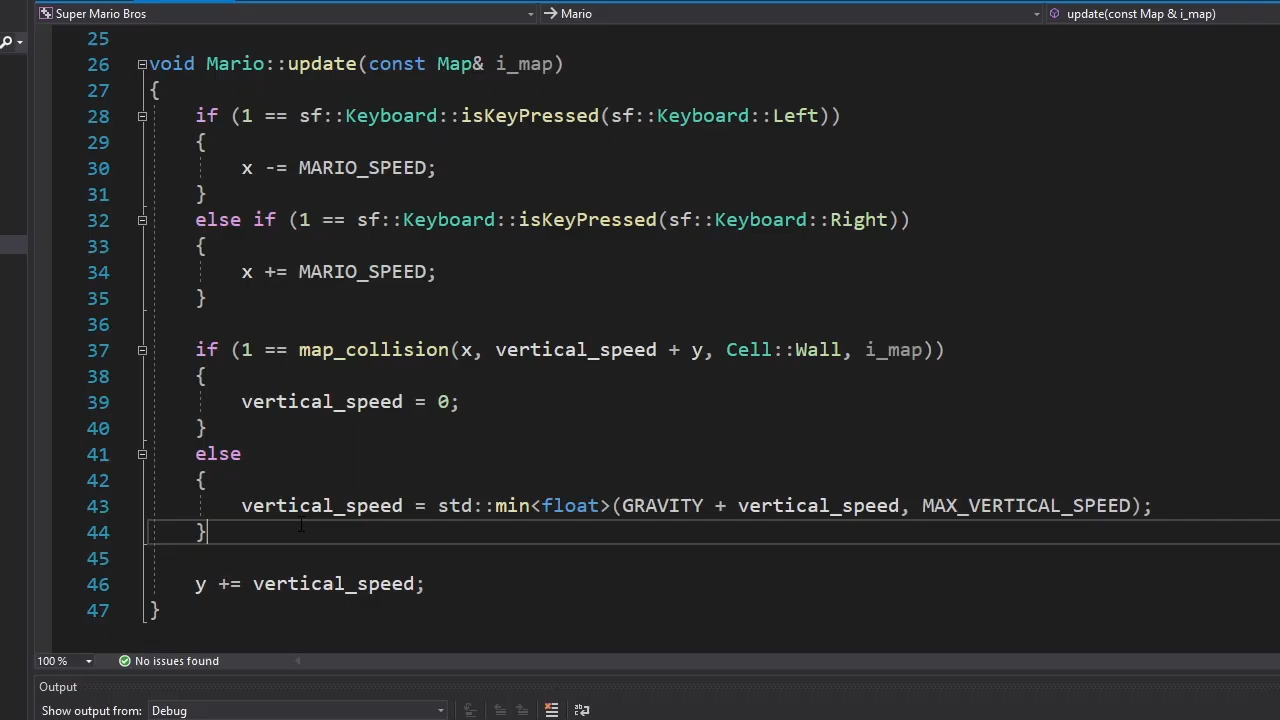 Super Mario Bros
Mario
update(const Map & i_map)
25
26 void Mario::update(const Map& i_map)
27 {
28 if (1 == sf::Keyboard::isKeyPressed(sf::Keyboard::Left))
29 {
30 x -= MARIO_SPEED;
31 }
32 else if (1 == sf::Keyboard::isKeyPressed(sf::Keyboard::Right))
33 {
34 x += MARIO_SPEED;
35 }
36
37 if (1 == map_collision(x, vertical_speed + y, Cell::Wall, i_map))
38 {
39 vertical_speed = 0;
40 }
41 else
42 {
43 vertical_speed = std::min<float>(GRAVITY + vertical_speed, MAX_VERTICAL_SPEED);
44 }
45
46 y += vertical_speed;
47 }
100 %
No issues found
Output
Show output from: Debug